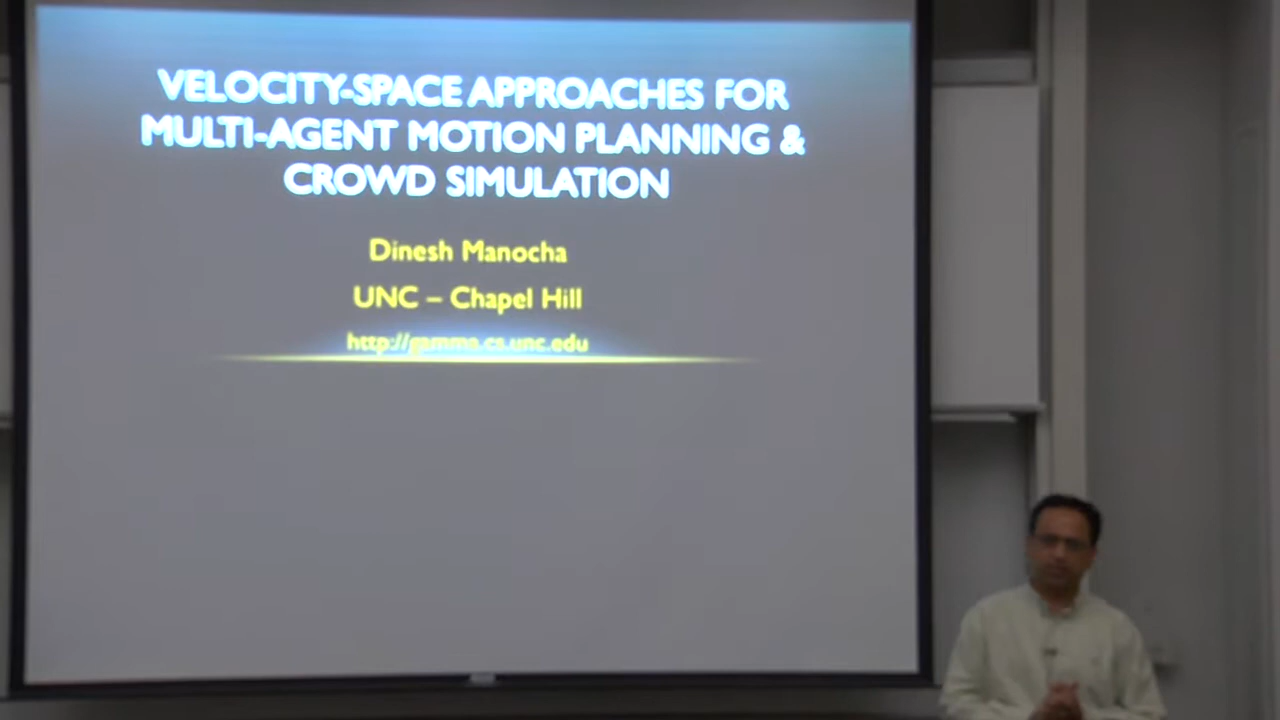 VELOCITY-SPACE APPROACHES FOR
MULTI-AGENT MOTION PLANNING &
CROWD SIMULATION
Dinesh Manocha
UNC – Chapel Hill
http://gamma.cs.unc.edu